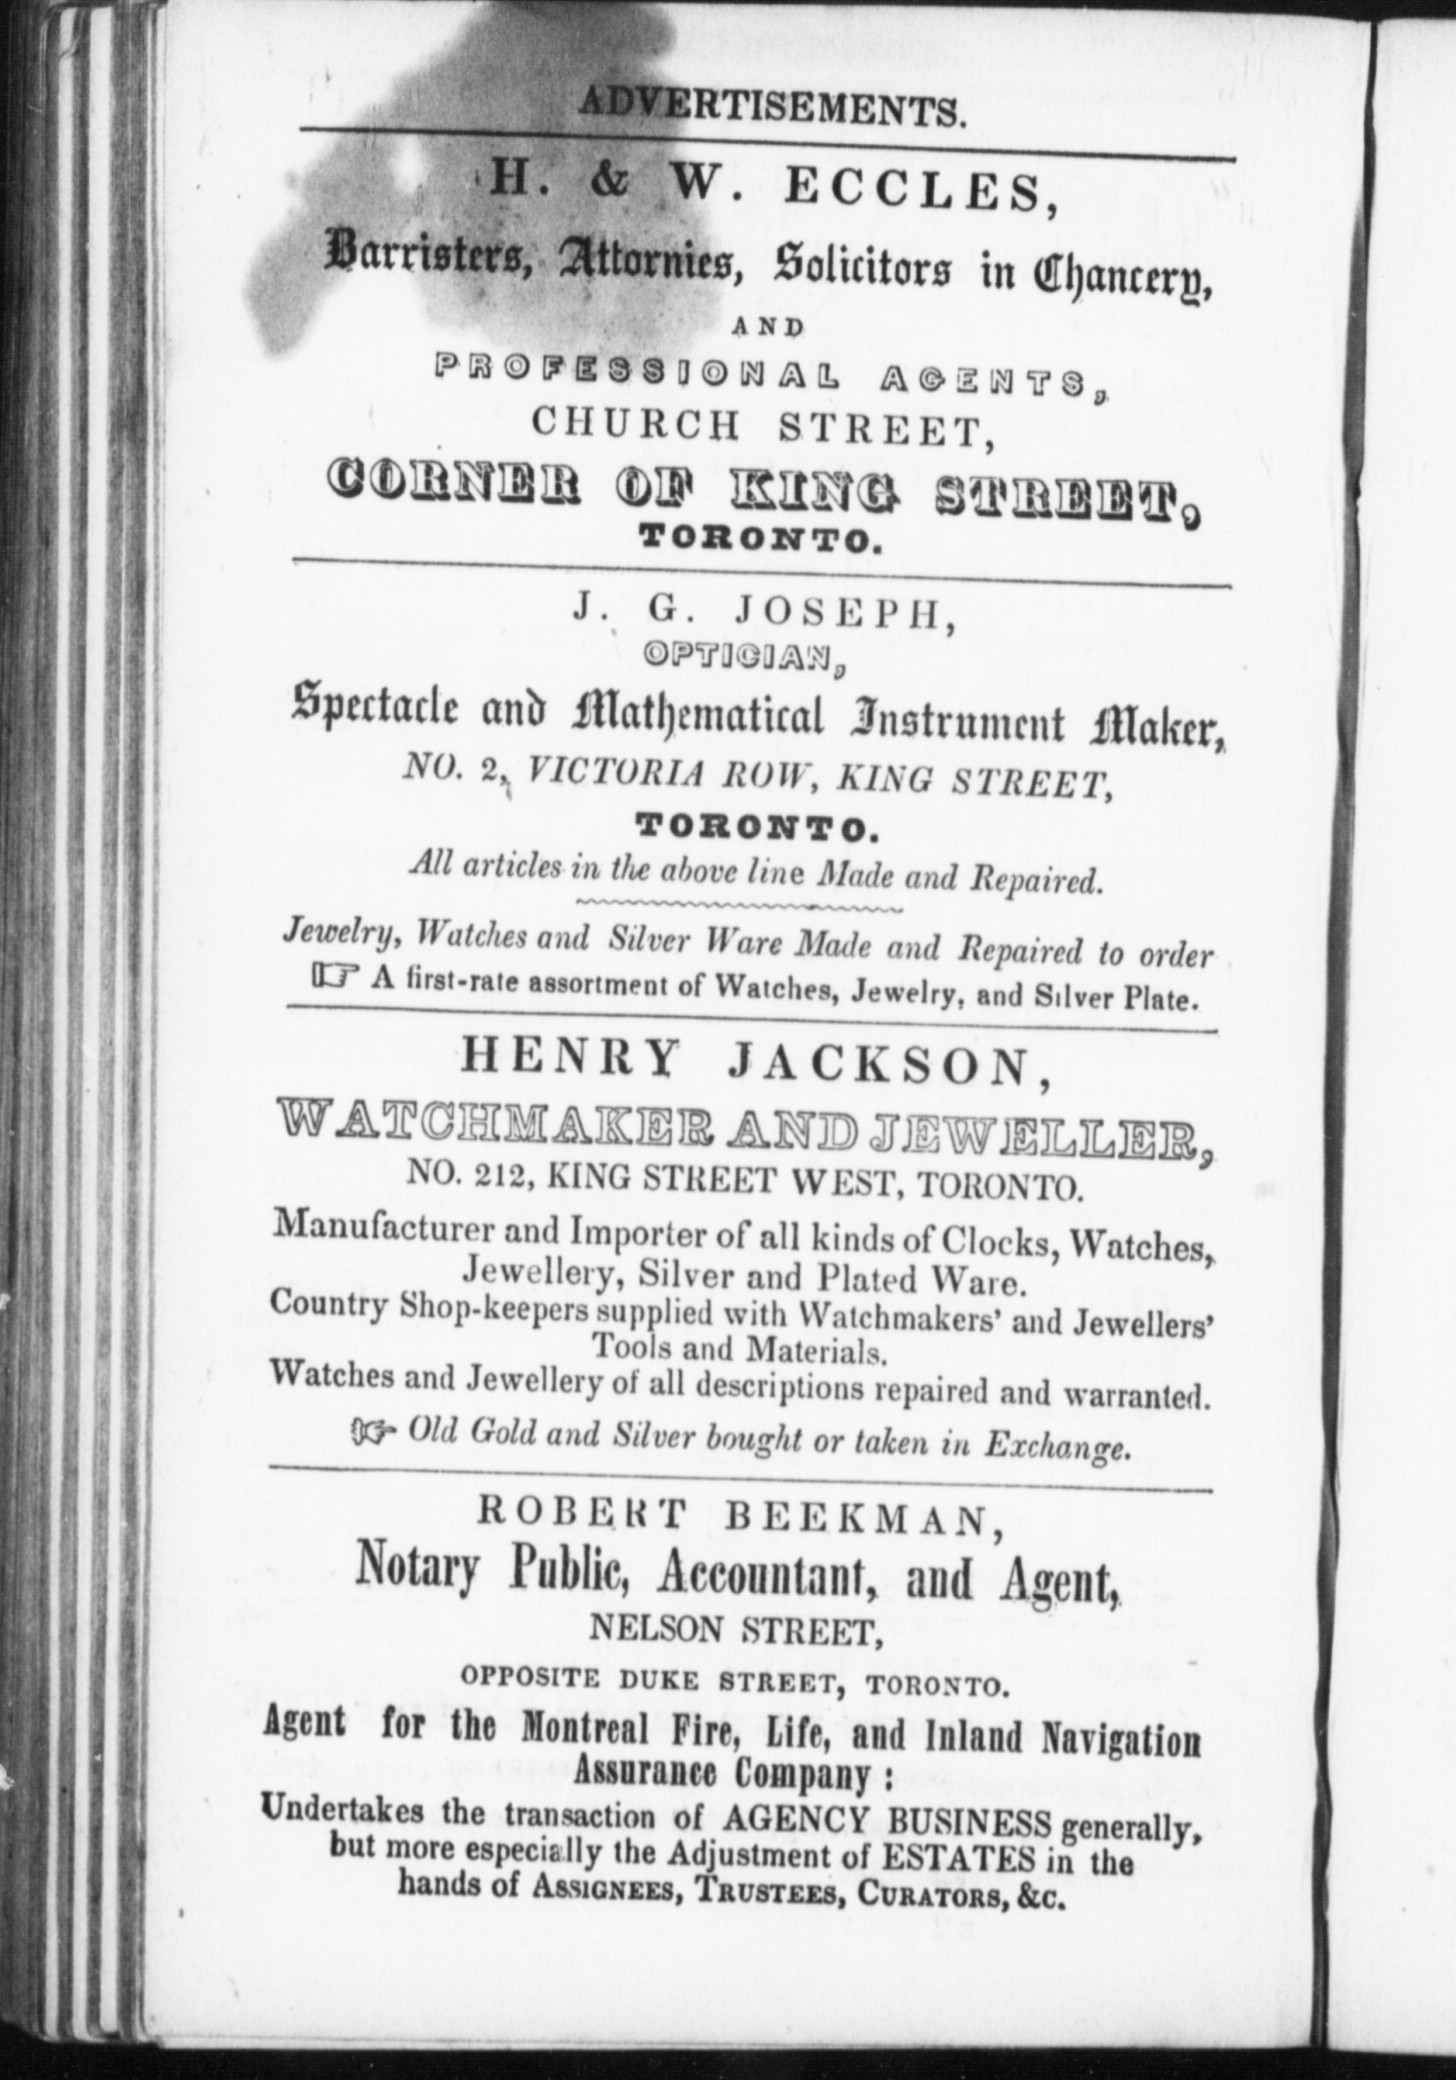 ADVERTISEMENTS.
H. & W. ECCLES,
Barristers, Attornies, Solicitors in Chancery,
AND
PROFESSIONAL AGENTS,
CHURCH STREET,
CORNER OF KING STREET,
TORONTO.
J. G. JOSEPH,
OPTICIAN,
Spectacle and Mathematical Instrument Maker,
NO. 2, VICTORIA ROW, KING STREET,
TORONTO.
All articles in the above line Made and Repaired.
Jewelry, Watches and Silver Ware Made and Repaired to order
☞ A first-rate assortment of Watches, Jewelry, and Silver Plate.
HENRY JACKSON,
WATCHMAKER AND JEWELLER,
NO. 212, KING STREET WEST, TORONTO.
Manufacturer and Importer of all kinds of Clocks, Watches,
Jewellery, Silver and Plated Ware.
Country Shop-keepers supplied with Watchmakers' and Jewellers'
Tools and Materials.
Watches and Jewellery of all descriptions repaired and warranted.
☞ Old Gold and Silver bought or taken in Exchange.
ROBERT BEEKMAN,
Notary Public, Accountant, and Agent,
NELSON STREET,
OPPOSITE DUKE STREET, TORONTO.
Agent for the Montreal Fire, Life, and Inland Navigation
Assurance Company :
Undertakes the transaction of AGENCY BUSINESS generally,
but more especially the Adjustment of ESTATES in the
hands of ASSIGNEES, TRUSTEES, CURATORS, &c.